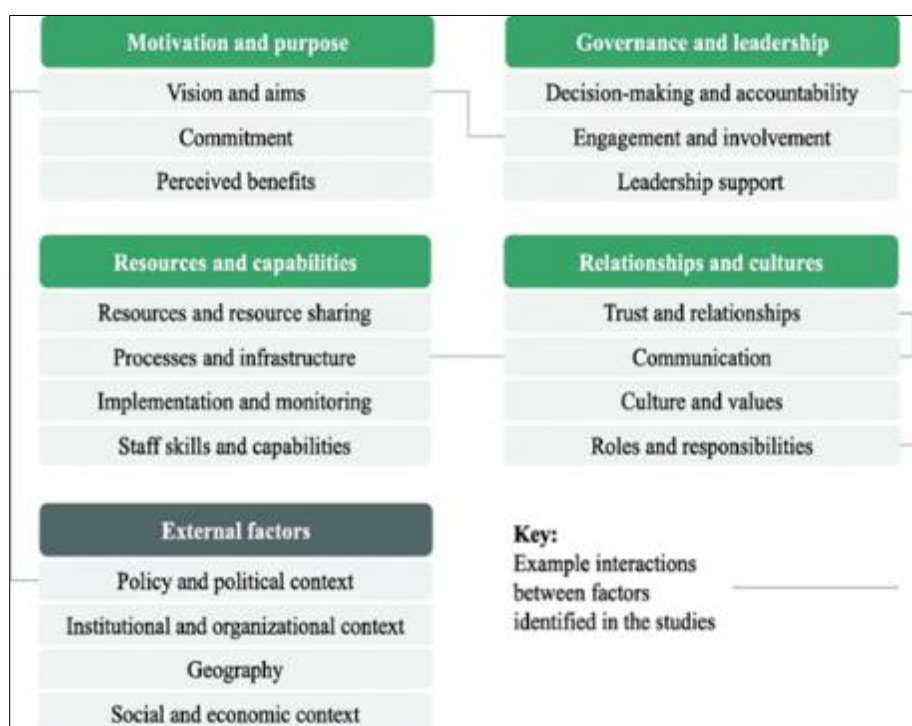 Motivation and purpose
Vision and aims
Commitment
Perceived benefits
Governance and leadership
Decision-making and accountability
Engagement and involvement
Leadership support
Resources and capabilities
Resources and resource sharing
Processes and infrastructure
Implementation and monitoring
Staff skills and capabilities
Relationships and cultures
Trust and relationships
Communication
Culture and values
Roles and responsibilities
External factors
Policy and political context
Institutional and organizational context
Geography
Social and economic context
Key:
Example interactions
between factors
identified in the studies